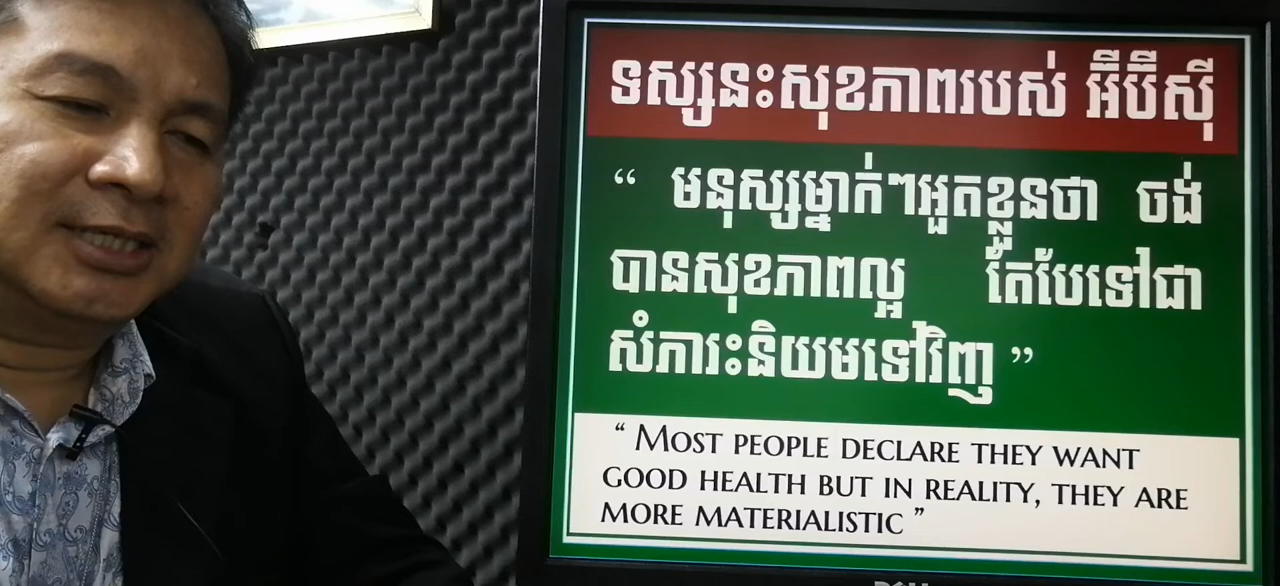 ទស្សនះសុខភាពរបស់ អ៊ីប៊ីស៊ី
“ មនុស្សម្នាក់ៗអួតខ្លួនថា ចង់
បានសុខភាពល្អ តែបែទៅជា
សំភារះនិយមទៅវិញ ”
“ Most people declare they want
good health but in reality, they are
more materialistic ”